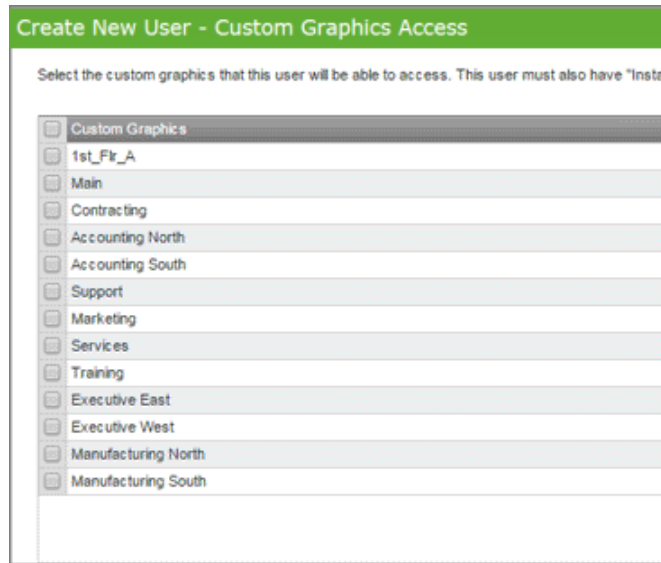 Create New User - Custom Graphics Access
Select the custom graphics that this user will be able to access. This user must also have "Insta
Custom Graphics
1st_Flr_A
Main
Contracting
Accounting North
Accounting South
Support
Marketing
Services
Training
Executive East
Executive West
Manufacturing North
Manufacturing South